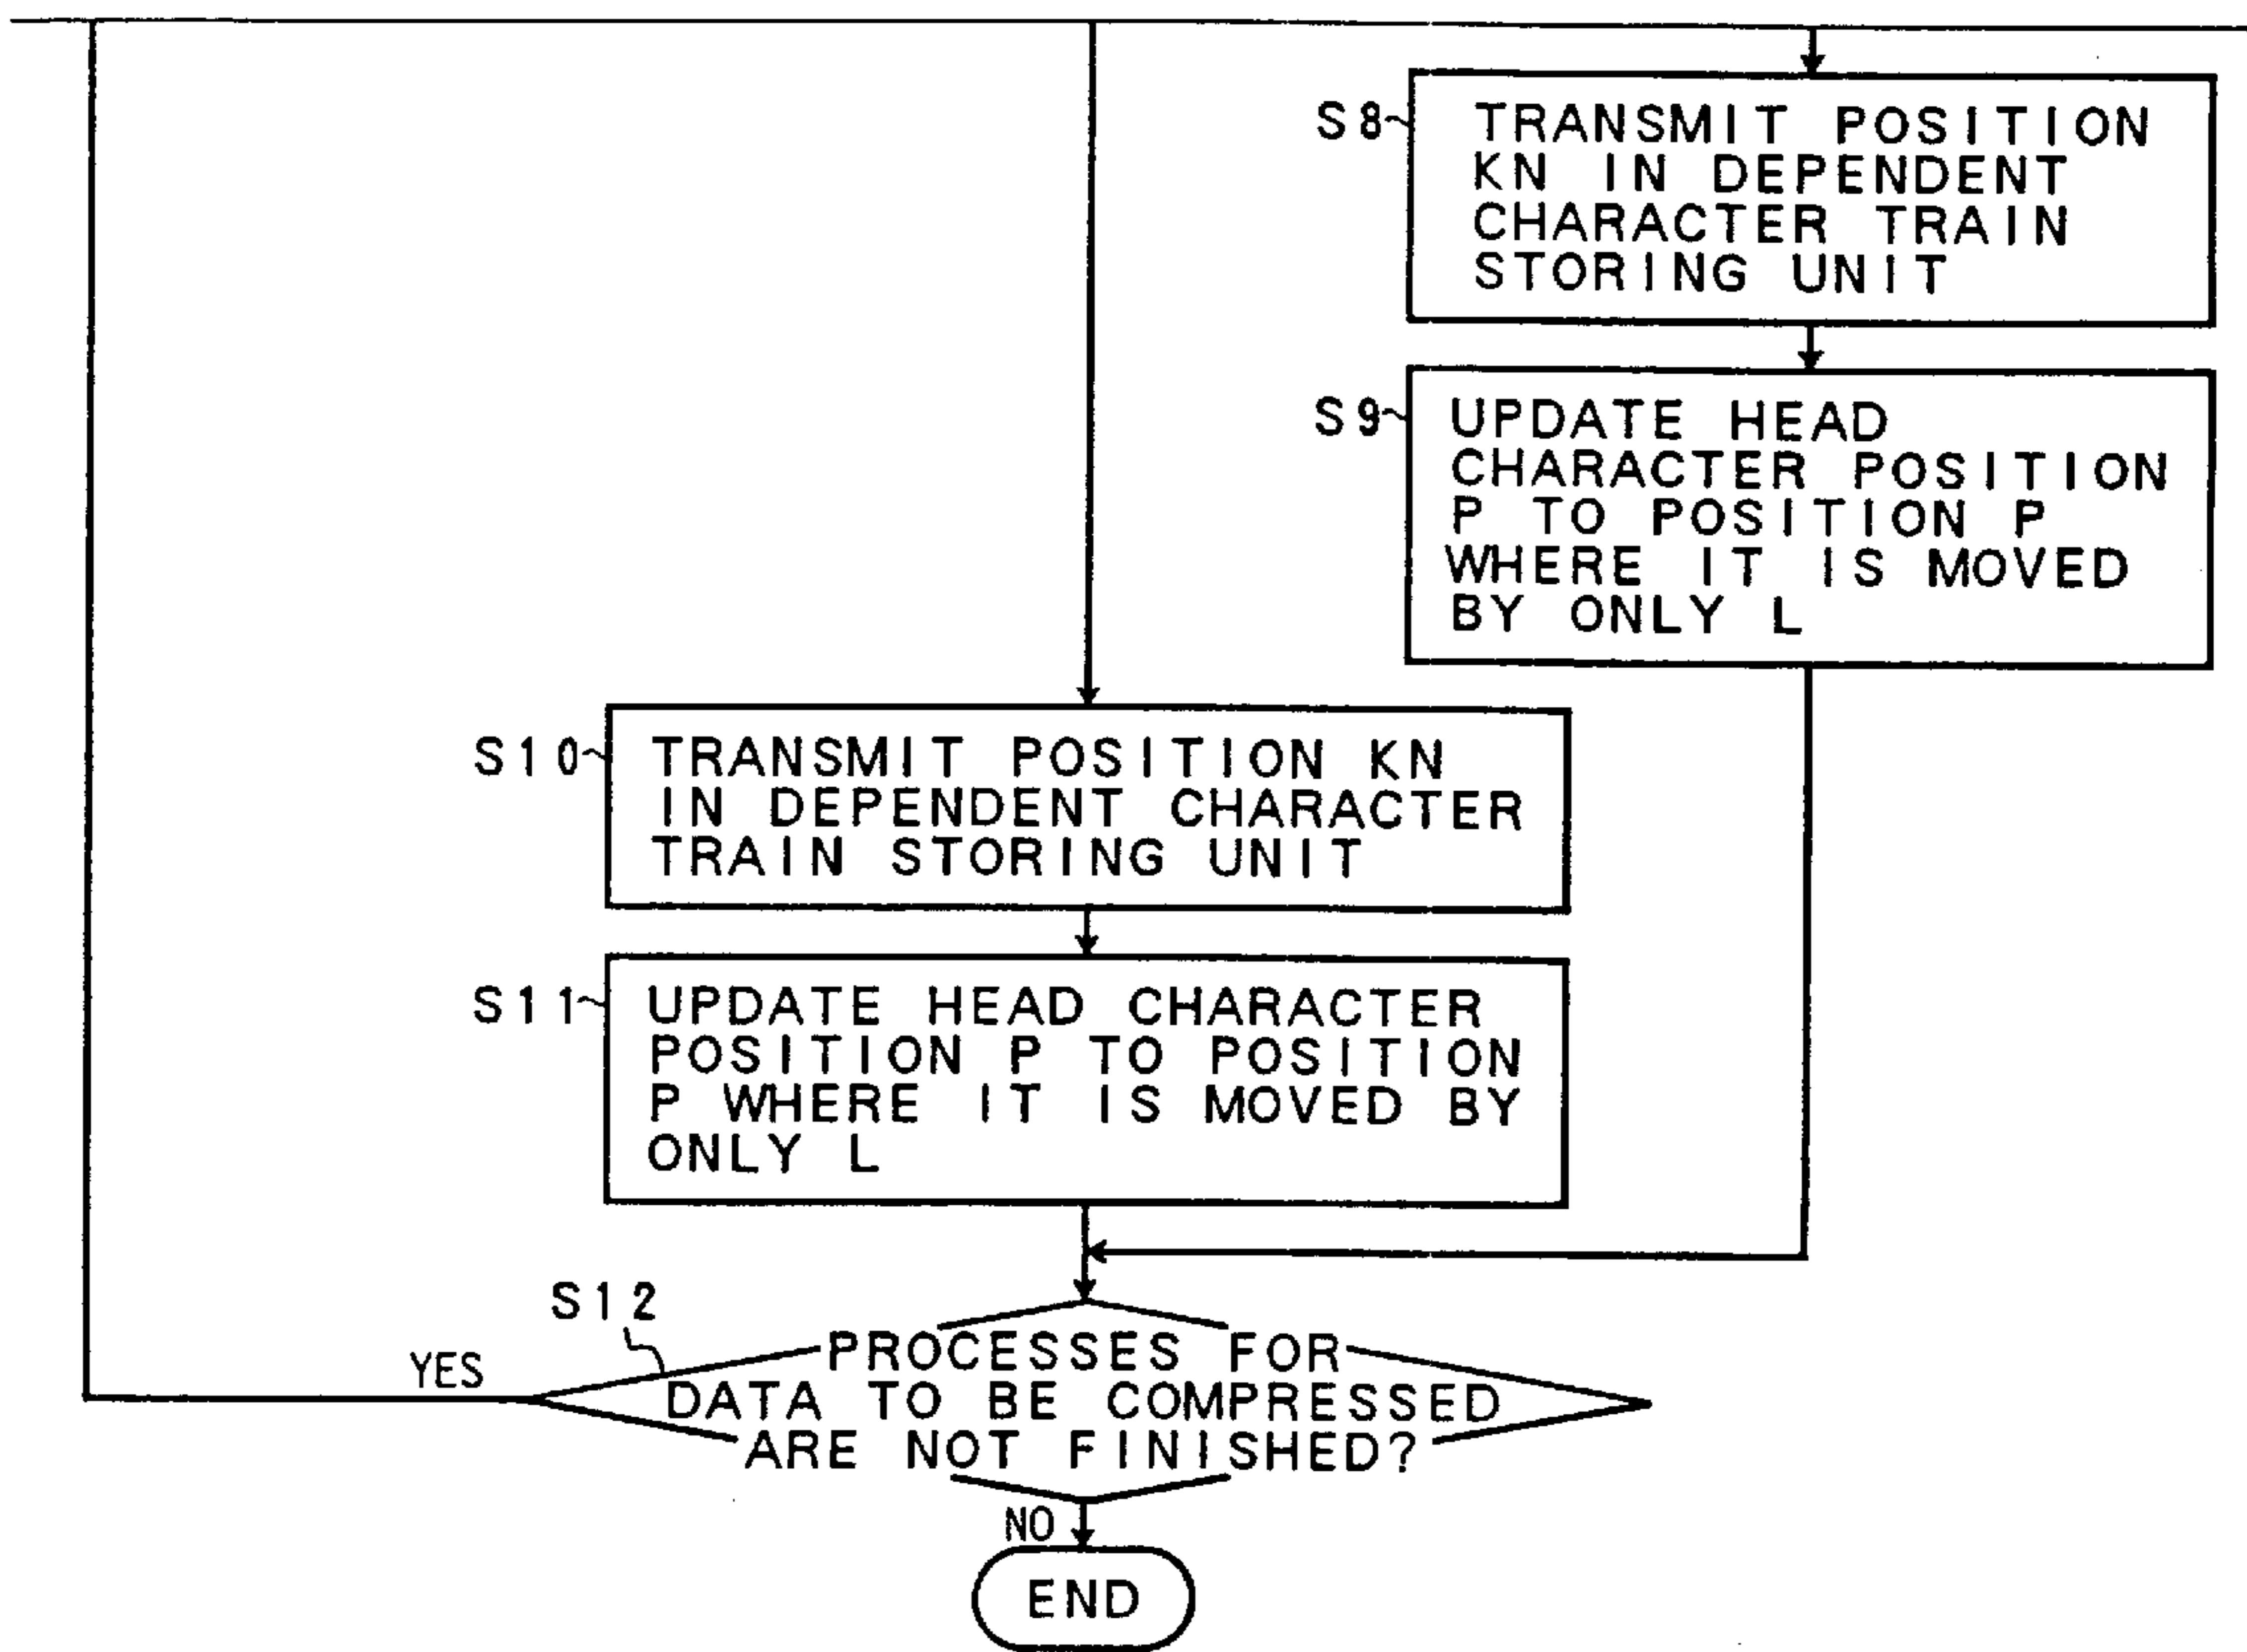 S8
TRANSMIT POSITION
KN IN DEPENDENT
CHARACTER TRAIN
STORING UNIT
S9
UPDATE HEAD
CHARACTER POSITION
P TO POSITION P
WHERE IT IS MOVED
BY ONLY L
S10
TRANSMIT POSITION KN
IN DEPENDENT CHARACTER
TRAIN STORING UNIT
S11
UPDATE HEAD CHARACTER
POSITION P TO POSITION
P WHERE IT IS MOVED BY
ONLY L
S12
PROCESSES FOR
DATA TO BE COMPRESSED
ARE NOT FINISHED?
YES
NO
END